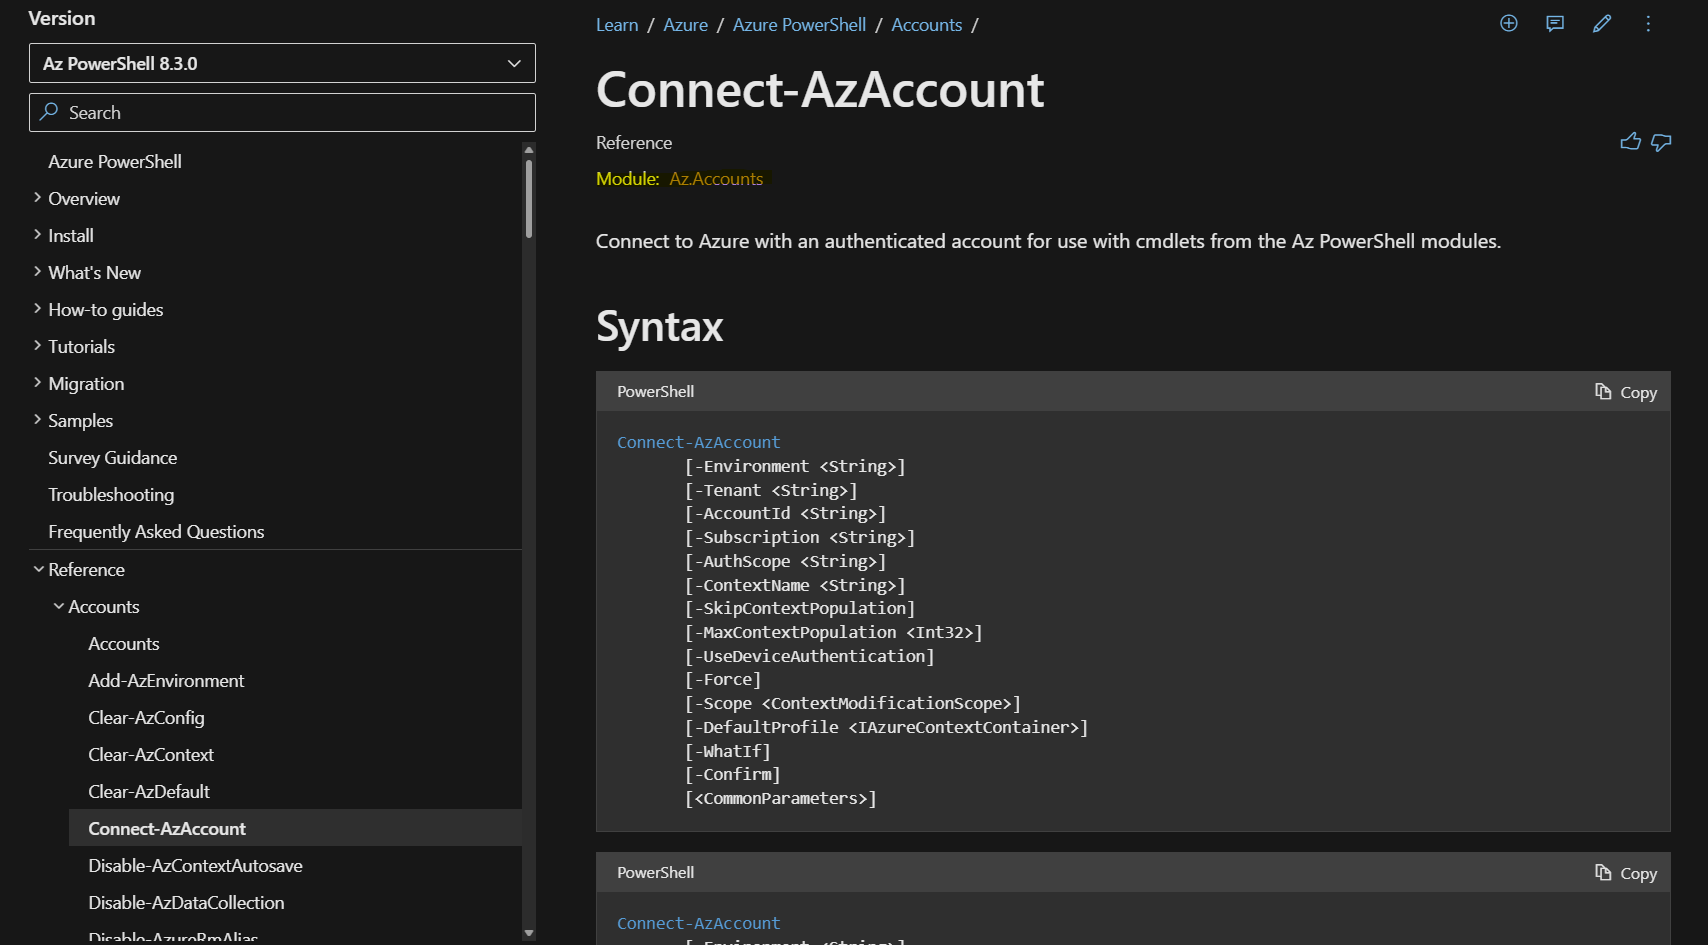 Version
Az PowerShell 8.3.0
Search
Azure PowerShell
Overview
Install
What's New
How-to guides
Tutorials
Migration
Samples
Survey Guidance
Troubleshooting
Frequently Asked Questions
Reference
Accounts
Accounts
Add-AzEnvironment
Clear-AzConfig
Clear-AzContext
Clear-AzDefault
Connect-AzAccount
Disable-AzContextAutosave
Disable-AzDataCollection
Disable-AzureRmAlias
Learn / Azure / Azure PowerShell / Accounts /
Connect-AzAccount
Reference
Module: Az.Accounts
Connect to Azure with an authenticated account for use with cmdlets from the Az PowerShell modules.
Syntax
PowerShell Copy
Connect-AzAccount
[-Environment <String>]
[-Tenant <String>]
[-AccountId <String>]
[-Subscription <String>]
[-AuthScope <String>]
[-ContextName <String>]
[-SkipContextPopulation]
[-MaxContextPopulation <Int32>]
[-UseDeviceAuthentication]
[-Force]
[-Scope <ContextModificationScope>]
[-DefaultProfile <IAzureContextContainer>]
[-WhatIf]
[-Confirm]
[<CommonParameters>]
PowerShell Copy
Connect-AzAccount
[-Environment <String>]